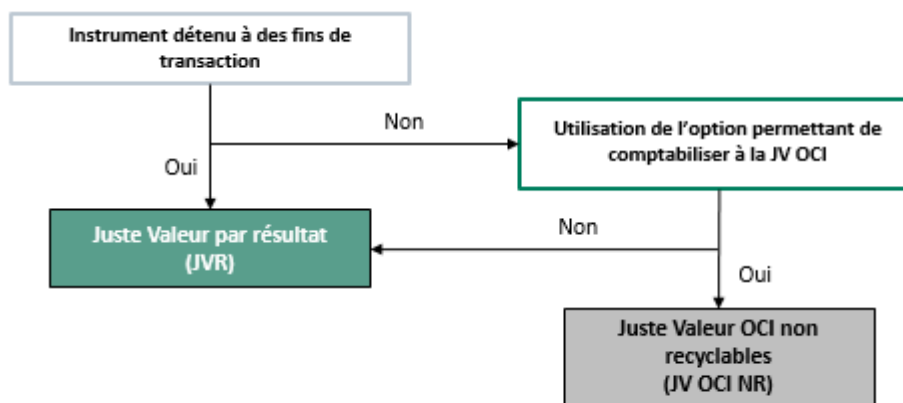 Instrument détenu à des fins de
transaction
Non
Utilisation de l'option permettant de
comptabiliser à la JV OCI
Oui
Juste Valeur par résultat
(JVR)
Non
Oui
Juste Valeur OCI non
recyclables
(JV OCI NR)